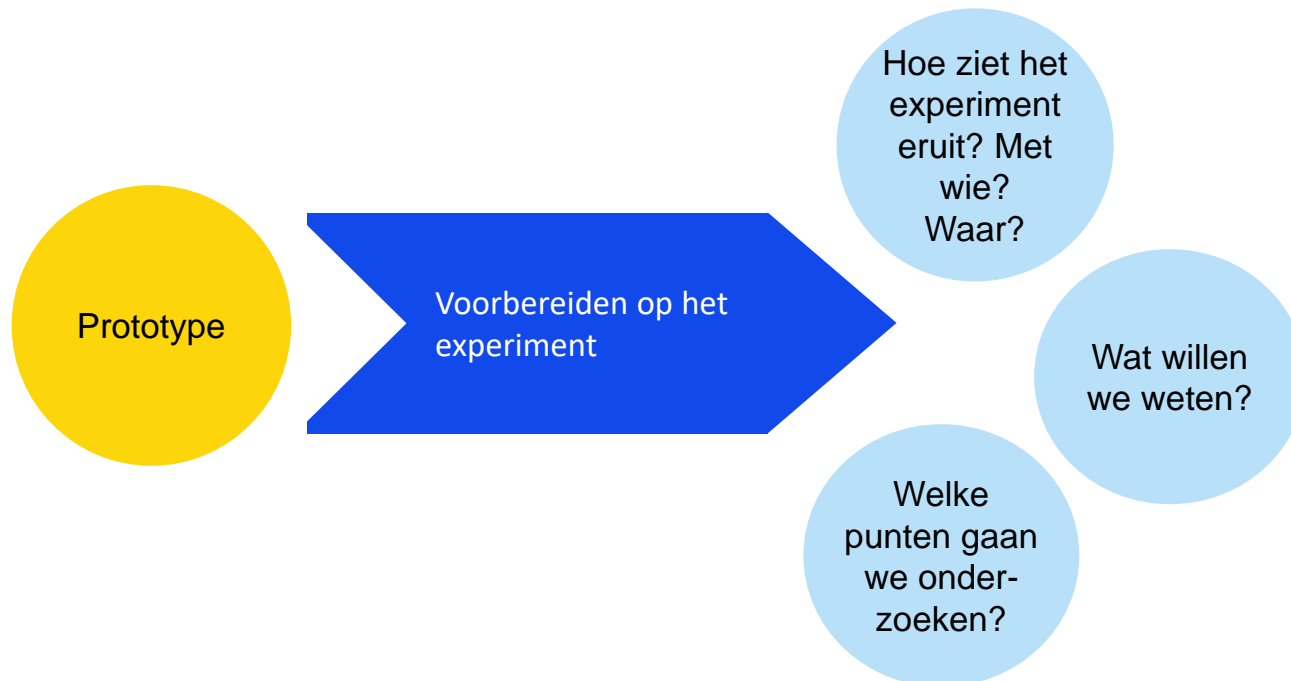 Prototype
Voorbereiden op het
experiment
Hoe ziet het
experiment
eruit? Met
wie?
Waar?
Wat willen
we weten?
Welke
punten gaan
we onder-
zoeken?